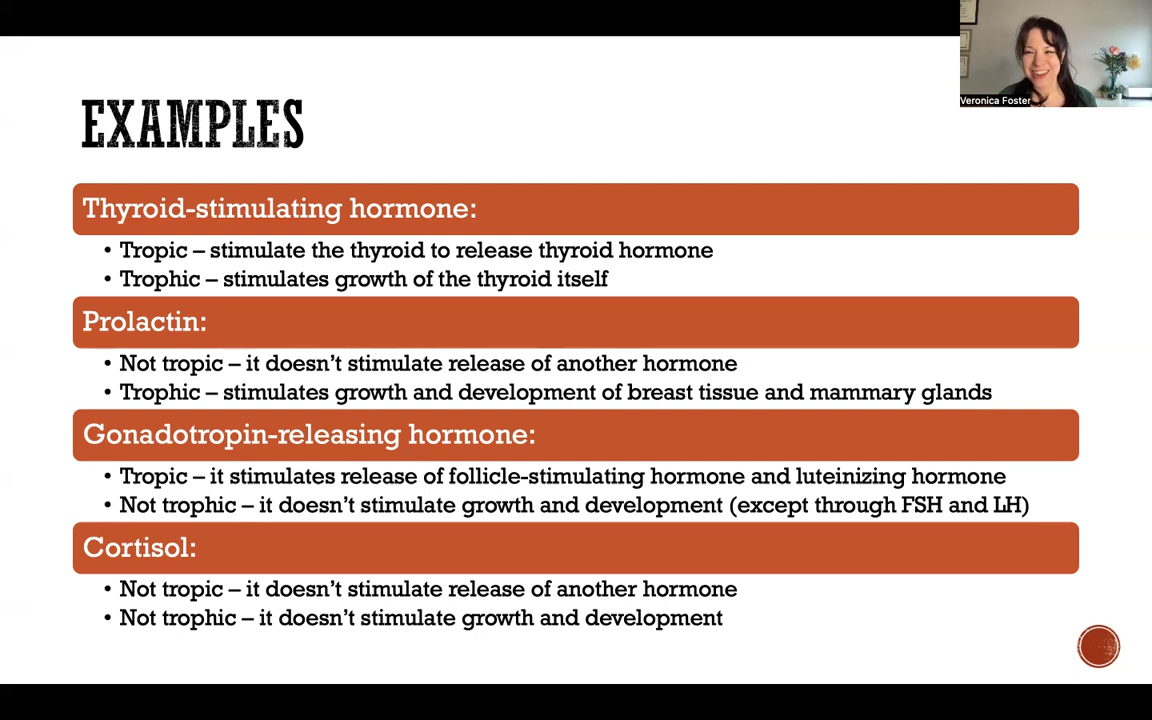 Veronica Foster
EXAMPLES
Thyroid-stimulating hormone:
• Tropic – stimulate the thyroid to release thyroid hormone
• Trophic – stimulates growth of the thyroid itself
Prolactin:
• Not tropic – it doesn’t stimulate release of another hormone
• Trophic – stimulates growth and development of breast tissue and mammary glands
Gonadotropin-releasing hormone:
• Tropic – it stimulates release of follicle-stimulating hormone and luteinizing hormone
• Not trophic – it doesn’t stimulate growth and development (except through FSH and LH)
Cortisol:
• Not tropic – it doesn’t stimulate release of another hormone
• Not trophic – it doesn’t stimulate growth and development